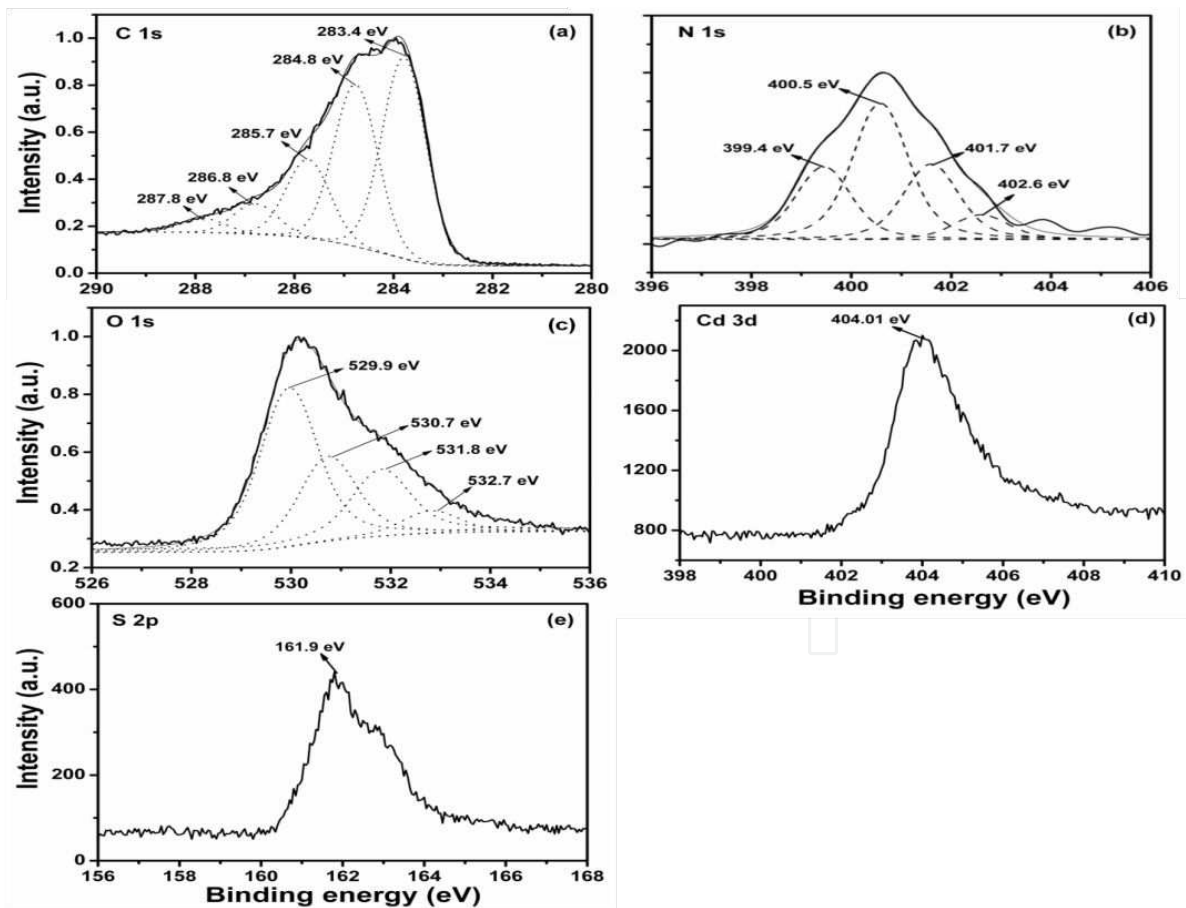 C 1s
(a)
283.4 eV
284.8 eV
285.7 eV
286.8 eV
287.8 eV
Intensity (a.u.)
1.0
0.8
0.6
0.4
0.2
0.0
290 288 286 284 282 280
N 1s
(b)
400.5 eV
399.4 eV
401.7 eV
402.6 eV
396 398 400 402 404 406
O 1s
(c)
529.9 eV
530.7 eV
531.8 eV
532.7 eV
Intensity (a.u.)
1.0
0.8
0.6
0.4
0.2
526 528 530 532 534 536
Cd 3d
(d)
404.01 eV
2000
1600
1200
800
398 400 402 404 406 408 410
Binding energy (eV)
S 2p
(e)
161.9 eV
Intensity (a.u.)
600
400
200
0
156 158 160 162 164 166 168
Binding energy (eV)